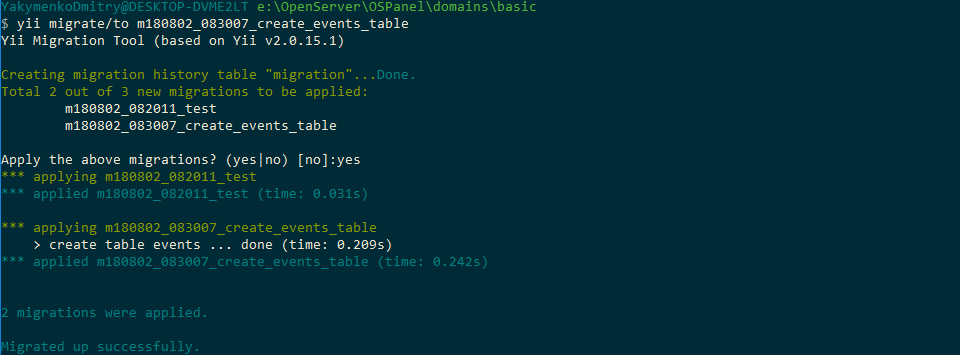 YakymenkoDmitry@DESKTOP-DVME2LT e:\OpenServer\OSPanel\domains\basic
$ yii migrate/to m180802_083007_create_events_table
Yii Migration Tool (based on Yii v2.0.15.1)
Creating migration history table "migration"...Done.
Total 2 out of 3 new migrations to be applied:
m180802_082011_test
m180802_083007_create_events_table
Apply the above migrations? (yes|no) [no]:yes
*** applying m180802_082011_test
*** applied m180802_082011_test (time: 0.031s)
*** applying m180802_083007_create_events_table
> create table events ... done (time: 0.209s)
*** applied m180802_083007_create_events_table (time: 0.242s)
2 migrations were applied.
Migrated up successfully.